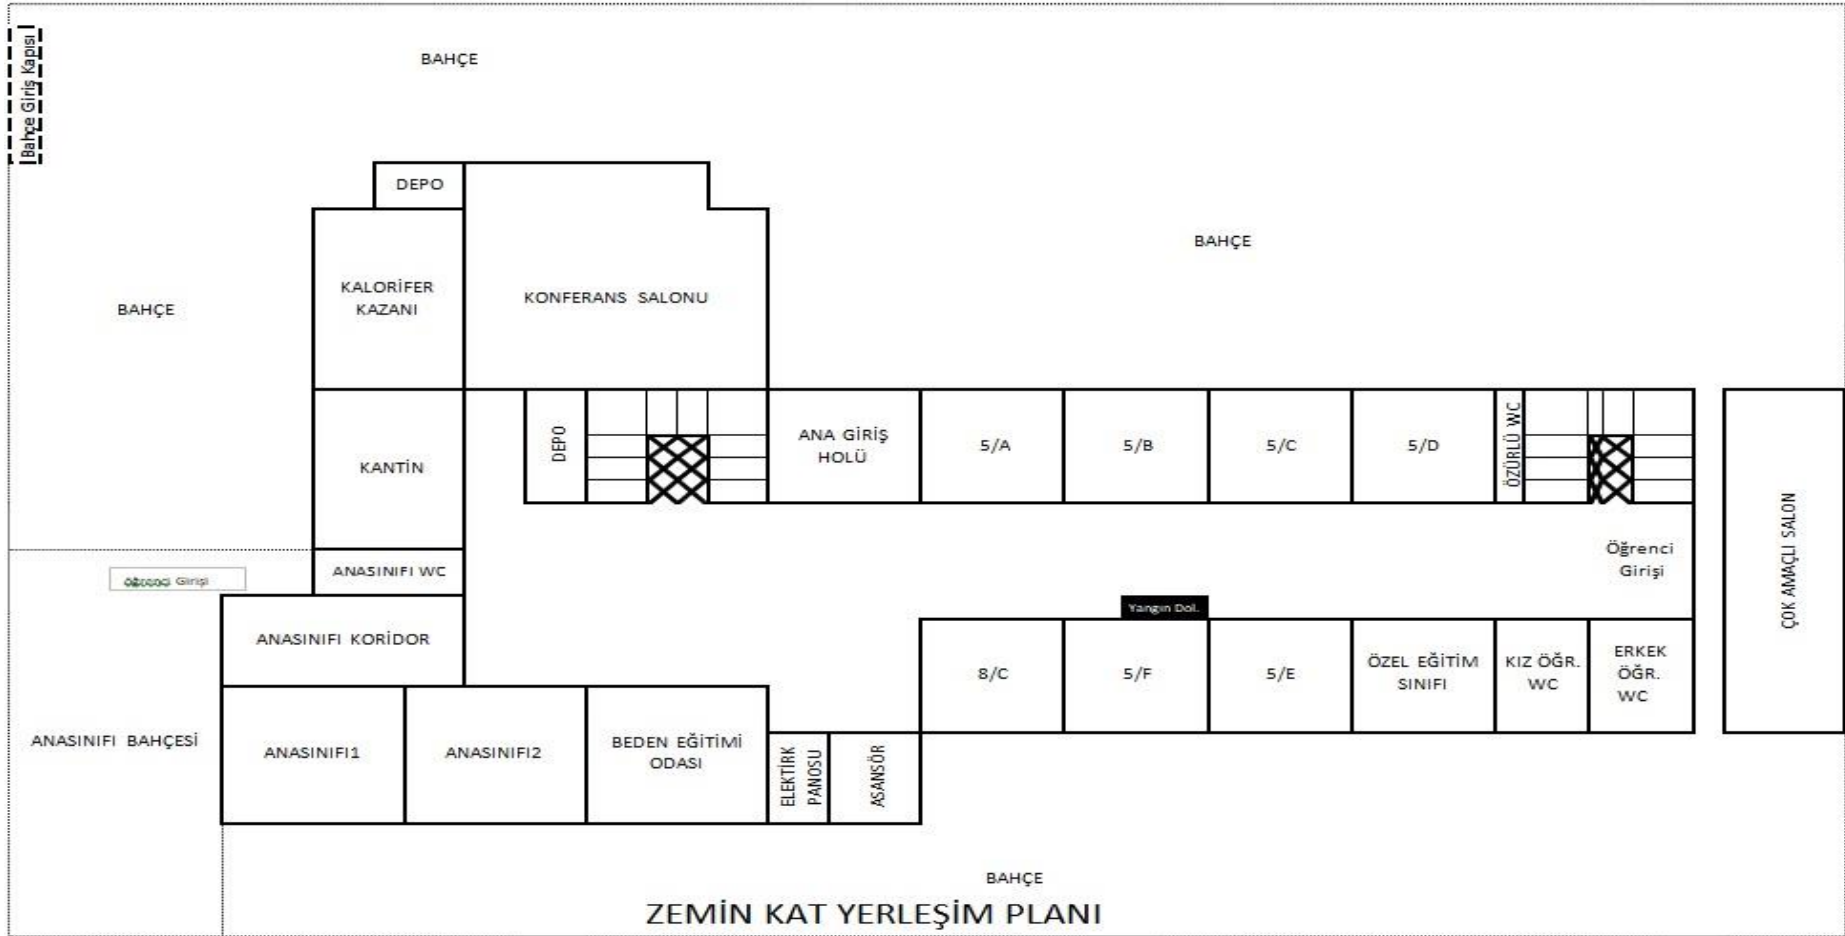 Bahçe Giriş Kapısı
BAHÇE
DEPO
BAHÇE
KALORİFER
KAZANI
KONFERANS SALONU
BAHÇE
KANTİN
DEPO
ANA GİRİŞ
HOLÜ
5/A
5/B
5/C
5/D
ÖZÜRLÜ WC
ÇOK AMAÇLI SALON
Öğrenci
Girişi
ANASINIFI WC
Öğrenci Girişi
Yangın Dol.
ANASINIFI KORİDOR
8/C
5/F
5/E
ÖZEL EĞİTİM
SINIFI
KIZ ÖĞR.
WC
ERKEK
ÖĞR.
WC
ANASINIFI BAHÇESİ
ANASINIFI1
ANASINIFI2
BEDEN EĞİTİMİ
ODASI
ELEKTİRK
PANOSU
ASANSÖR
BAHÇE
ZEMİN KAT YERLEŞİM PLANI